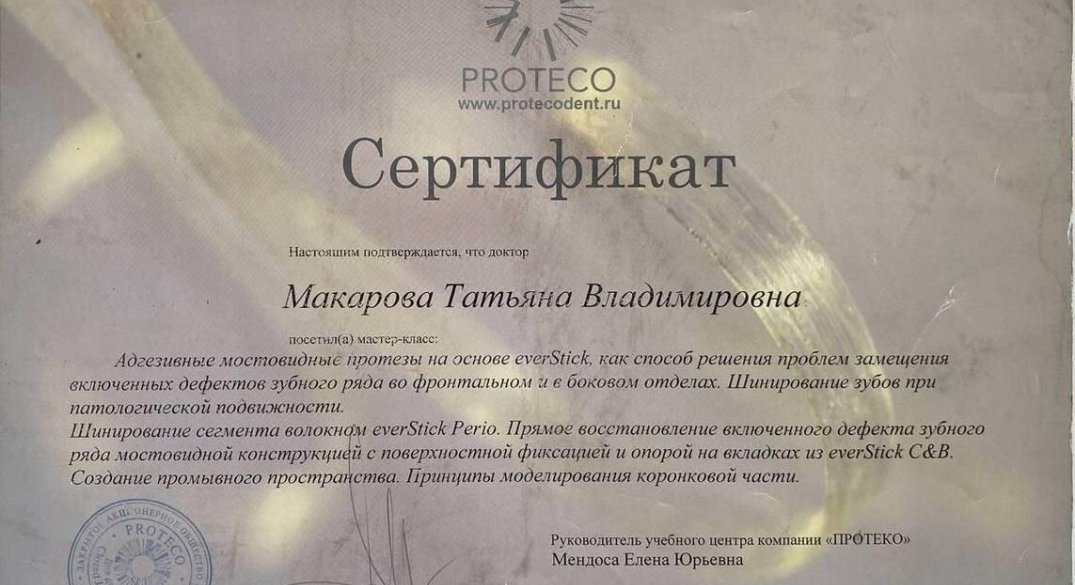 PROTECO
www.protecodent.ru
Сертификат
Настоящим подтверждается, что доктор
Макарова Татьяна Владимировна
посетил(а) мастер-класс:
Адгезивные мостовидные протезы на основе everStick, как способ решения проблем замещения
включенных дефектов зубного ряда во фронтальном и в боковом отделах. Шинирование зубов при
патологической подвижности.
Шинирование сегмента волокном everStick Perio. Прямое восстановление включенного дефекта зубного
ряда мостовидной конструкцией с поверхностной фиксацией и опорой на вкладках из everStick C&B.
Создание промывного пространства. Принципы моделирования коронковой части.
ЗАКРЫТОЕ АКЦИОНЕРНОЕ ОБЩЕСТВО
PROTECO
Руководитель учебного центра компании «ПРОТЕКО»
Мендоса Елена Юрьевна